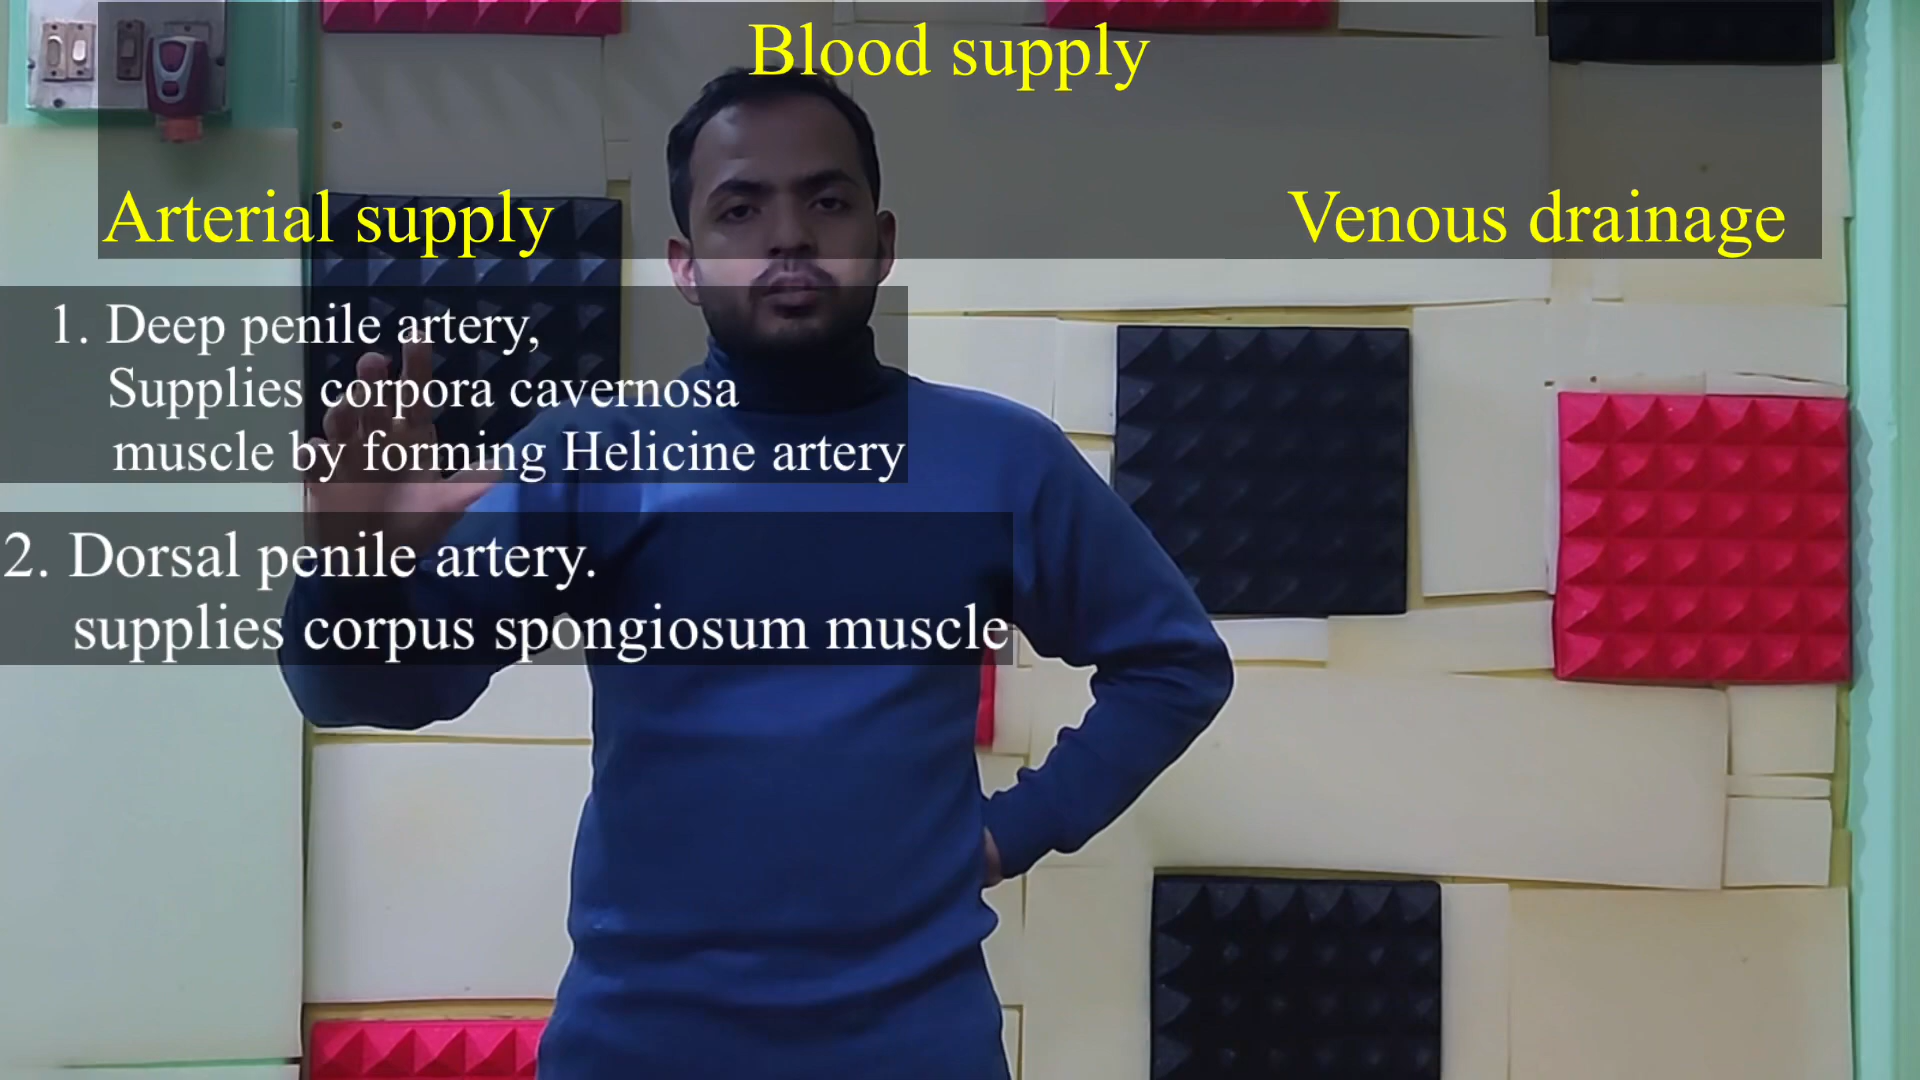 Blood supply
Arterial supply
Venous drainage
1. Deep penile artery,
Supplies corpora cavernosa
muscle by forming Helicine artery
2. Dorsal penile artery.
supplies corpus spongiosum muscle